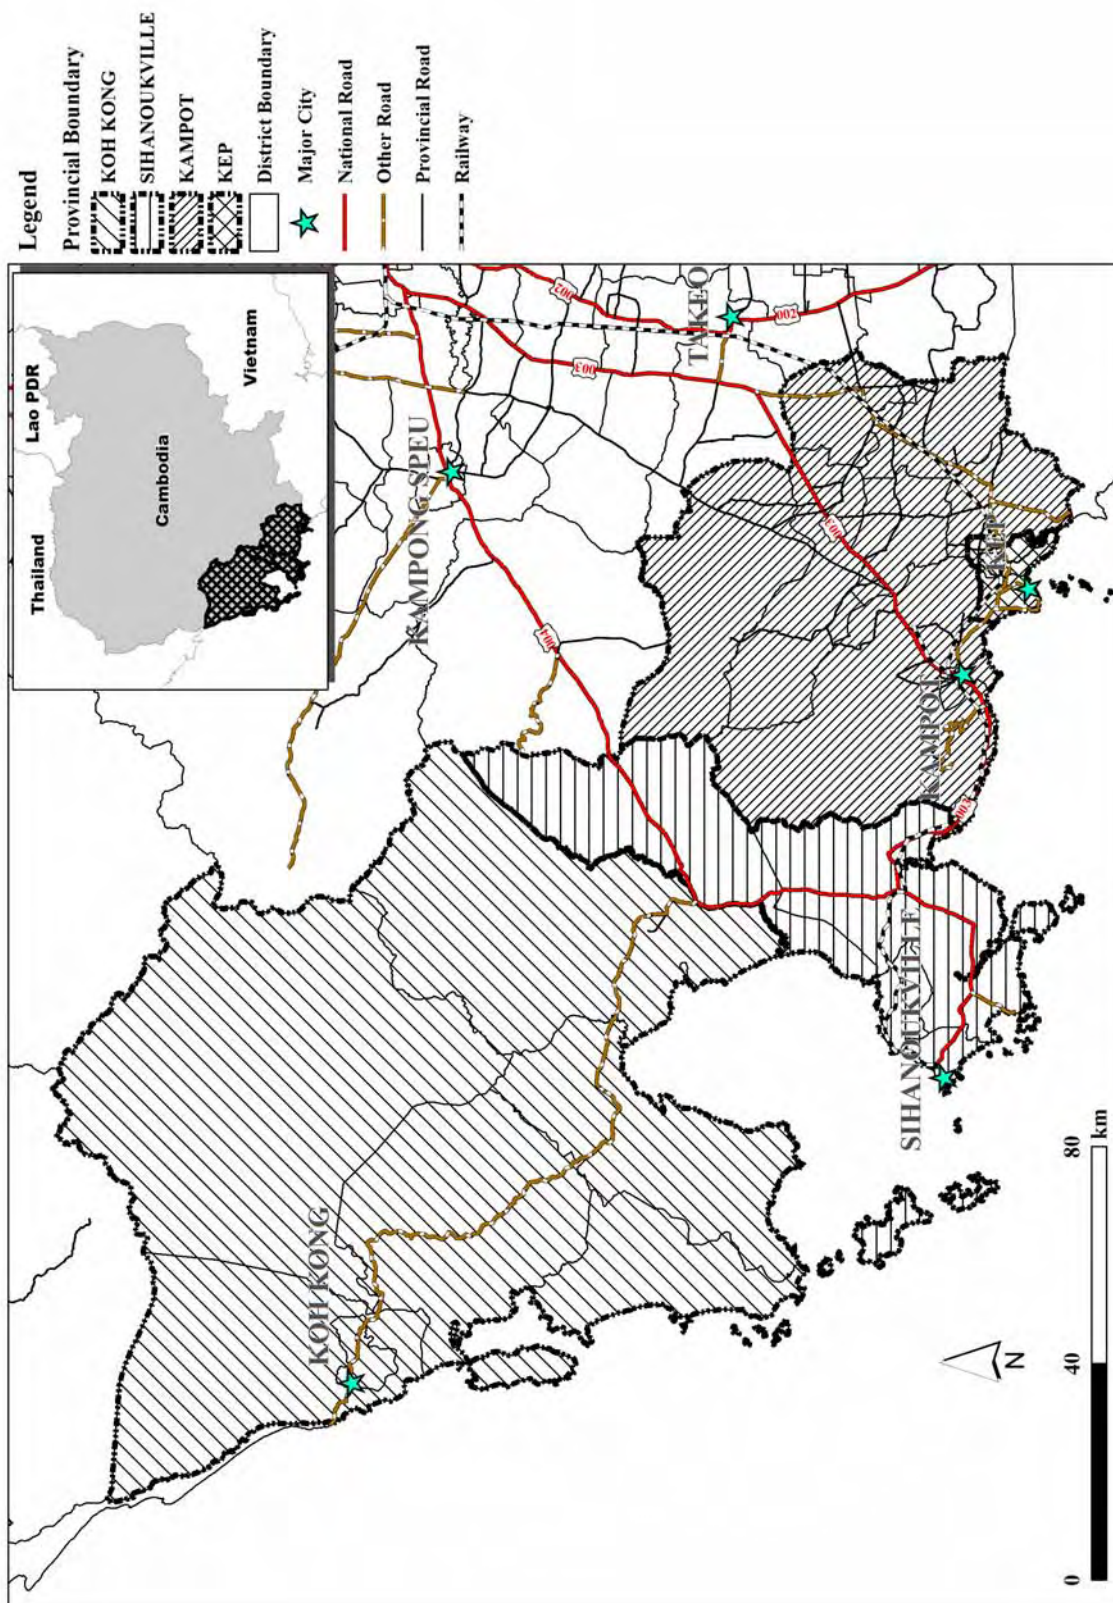 Legend
Provincial Boundary
KOH KONG
SIHANOUKVILLE
KAMPOT
KEP
District Boundary
Major City
National Road
Other Road
Provincial Road
Railway
Thailand
Lao PDR
Cambodia
Vietnam
KOH KONG
KAMPONG SPEU
TAKEO
SIHANOUKVILLE
KAMPOT
KEP
002
002
003
003
003
004
N
0
40
80
km